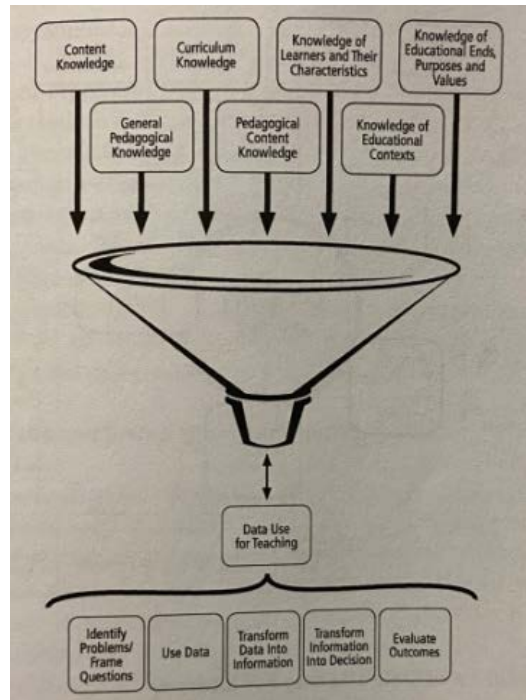 Content
Knowledge
Curriculum
Knowledge
Knowledge of
Learners and Their
Characteristics
Knowledge of
Educational Ends,
Purposes and
Values
General
Pedagogical
Knowledge
Pedagogical
Content
Knowledge
Knowledge of
Educational
Contexts
Data Use
for Teaching
Identify
Problems/
Frame
Questions
Use Data
Transform
Data Into
Information
Transform
Information
Into Decision
Evaluate
Outcomes